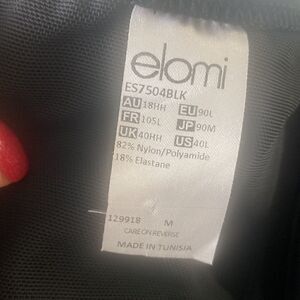 elomi
ES7504BLK
AU 18HH EU 90L
FR 105L JP 90M
UK 40HH US 40L
82% Nylon/Polyamide
18% Elastane
129918 M
CARE ON REVERSE
MADE IN TUNISIA